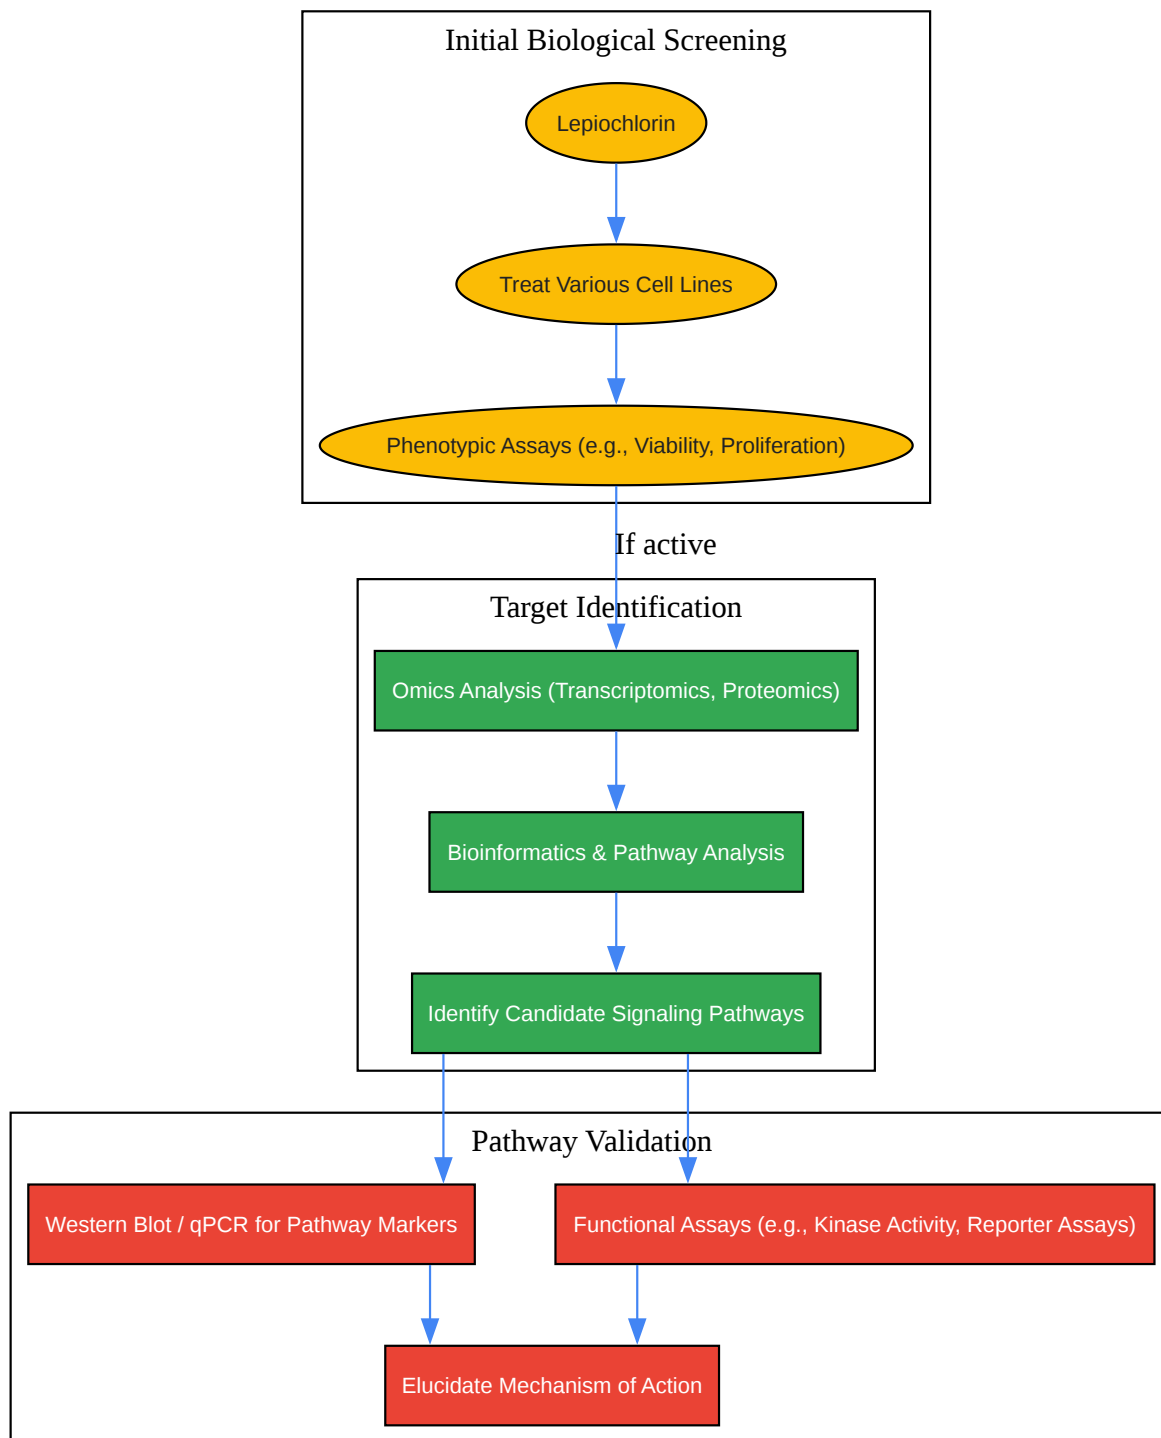 Initial Biological Screening
Lepiochlorin
Treat Various Cell Lines
Phenotypic Assays (e.g., Viability, Proliferation)
If active
Target Identification
Omics Analysis (Transcriptomics, Proteomics)
Bioinformatics & Pathway Analysis
Identify Candidate Signaling Pathways
Pathway Validation
Western Blot / qPCR for Pathway Markers
Functional Assays (e.g., Kinase Activity, Reporter Assays)
Elucidate Mechanism of Action